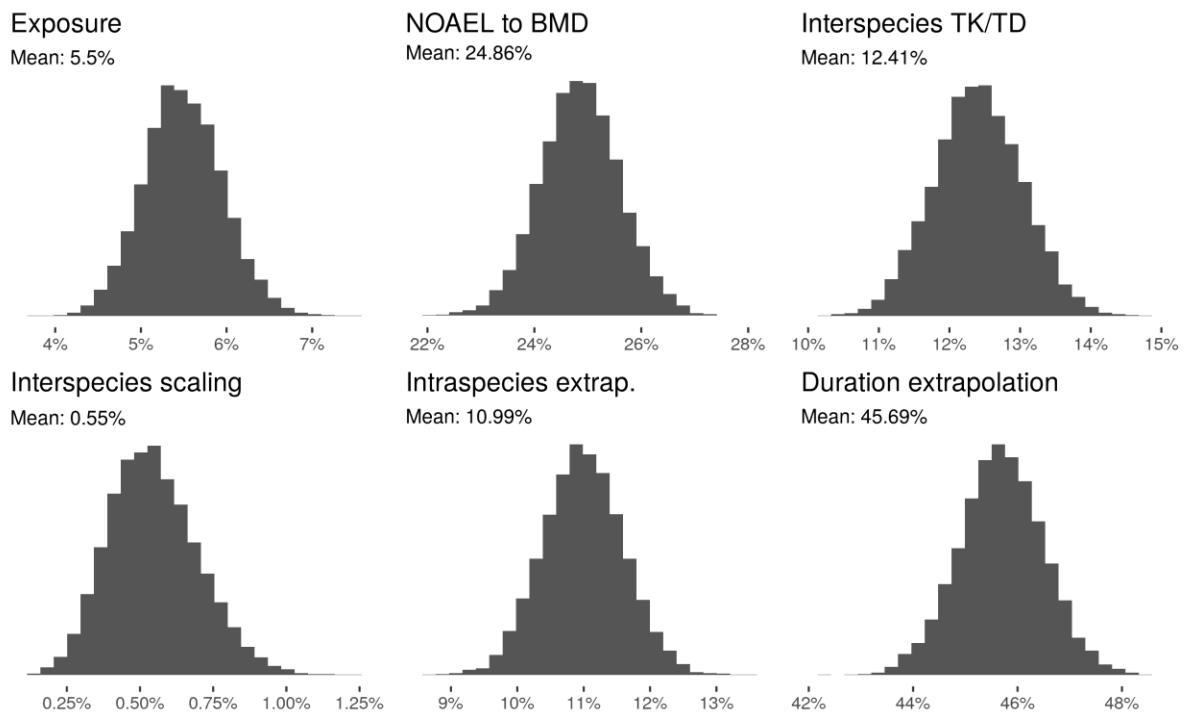 Exposure
Mean: 5.5%
4% 5% 6% 7%
NOAEL to BMD
Mean: 24.86%
22% 24% 26% 28%
Interspecies TK/TD
Mean: 12.41%
10% 11% 12% 13% 14% 15%
Interspecies scaling
Mean: 0.55%
0.25% 0.50% 0.75% 1.00% 1.25%
Intraspecies extrap.
Mean: 10.99%
9% 10% 11% 12% 13%
Duration extrapolation
Mean: 45.69%
42% 44% 46% 48%